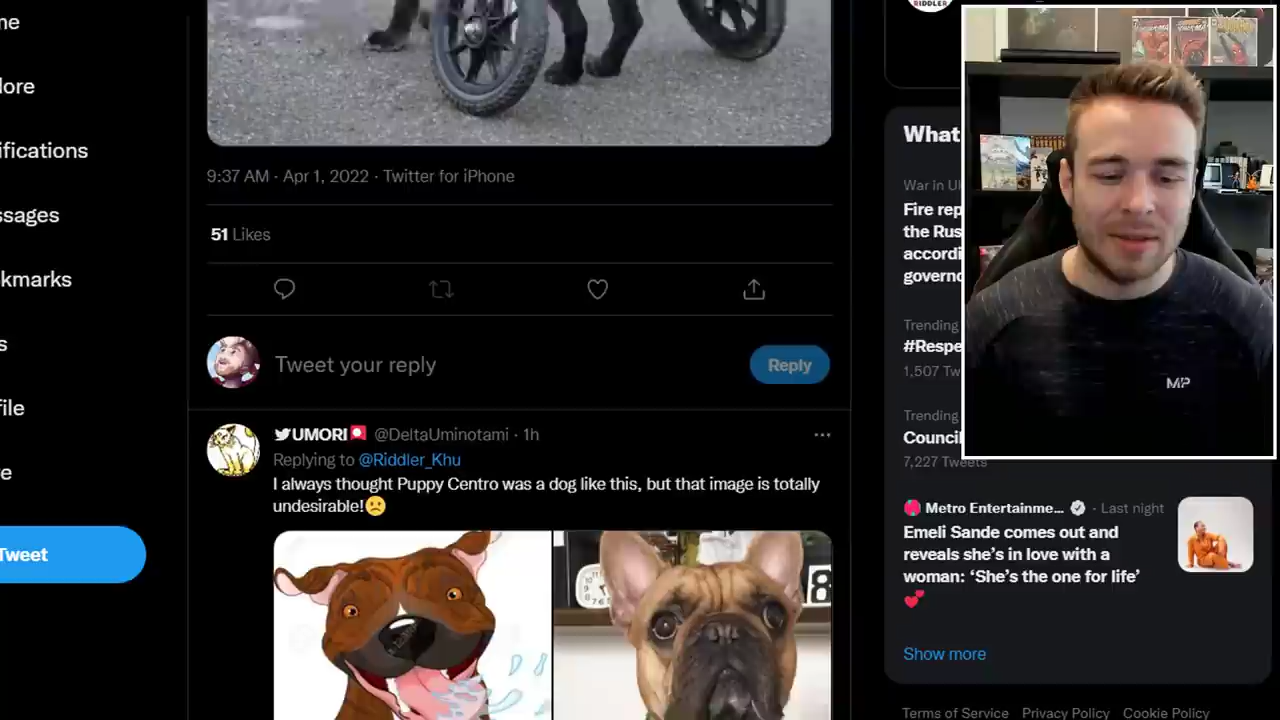 me
lore
ifications
ssages
kmarks
s
file
e
Tweet
9:37 AM · Apr 1, 2022 · Twitter for iPhone
51 Likes
Tweet your reply
Reply
UMORI @DeltaUminotami · 1h
Replying to @Riddler_Khu
I always thought Puppy Centro was a dog like this, but that image is totally
undesirable!
RIDDLER
What
War in U
Fire rep
the Rus
accordi
governo
Trending
#Respe
1,507 Tw
Trending
Council
7,227 Tweets
Metro Entertainme... · Last night
Emeli Sande comes out and
reveals she's in love with a
woman: 'She's the one for life'
Show more
Terms of Service Privacy Policy Cookie Policy
MP
8